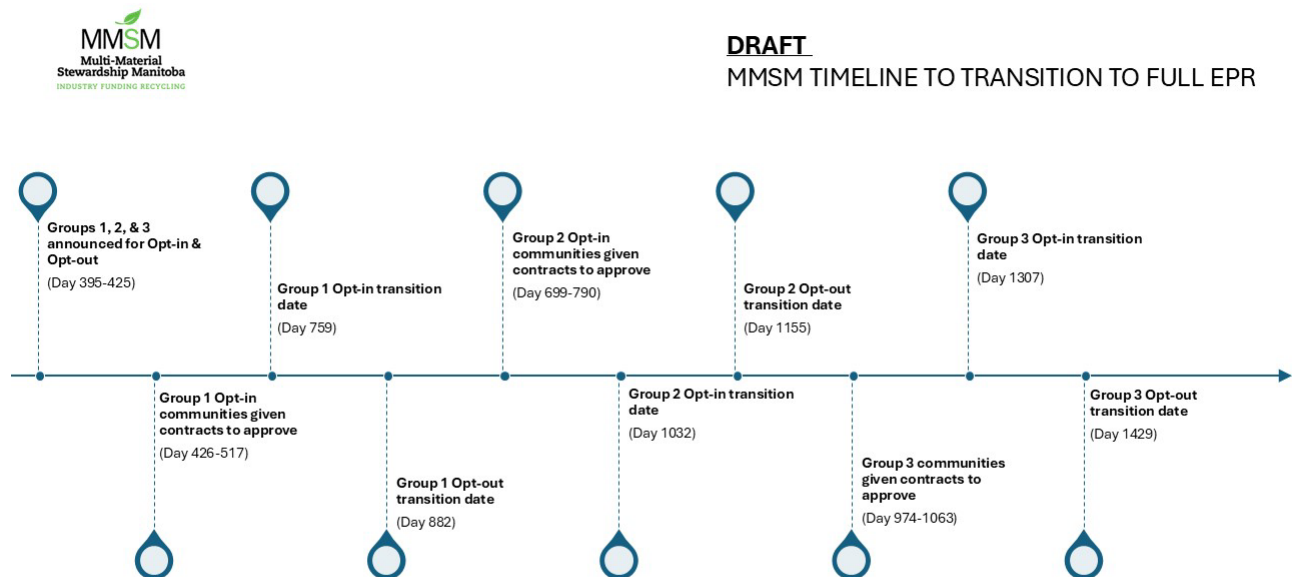 MMSM
Multi-Material
Stewardship Manitoba
INDUSTRY FUNDING RECYCLING
DRAFT
MMSM TIMELINE TO TRANSITION TO FULL EPR
Groups 1, 2, & 3
announced for Opt-in &
Opt-out
(Day 395-425)
Group 1 Opt-in
communities given
contracts to approve
(Day 426-517)
Group 1 Opt-in transition
date
(Day 759)
Group 1 Opt-out
transition date
(Day 882)
Group 2 Opt-in
communities given
contracts to approve
(Day 699-790)
Group 2 Opt-in transition
date
(Day 1032)
Group 2 Opt-out
transition date
(Day 1155)
Group 3 communities
given contracts to
approve
(Day 974-1063)
Group 3 Opt-in transition
date
(Day 1307)
Group 3 Opt-out
transition date
(Day 1429)